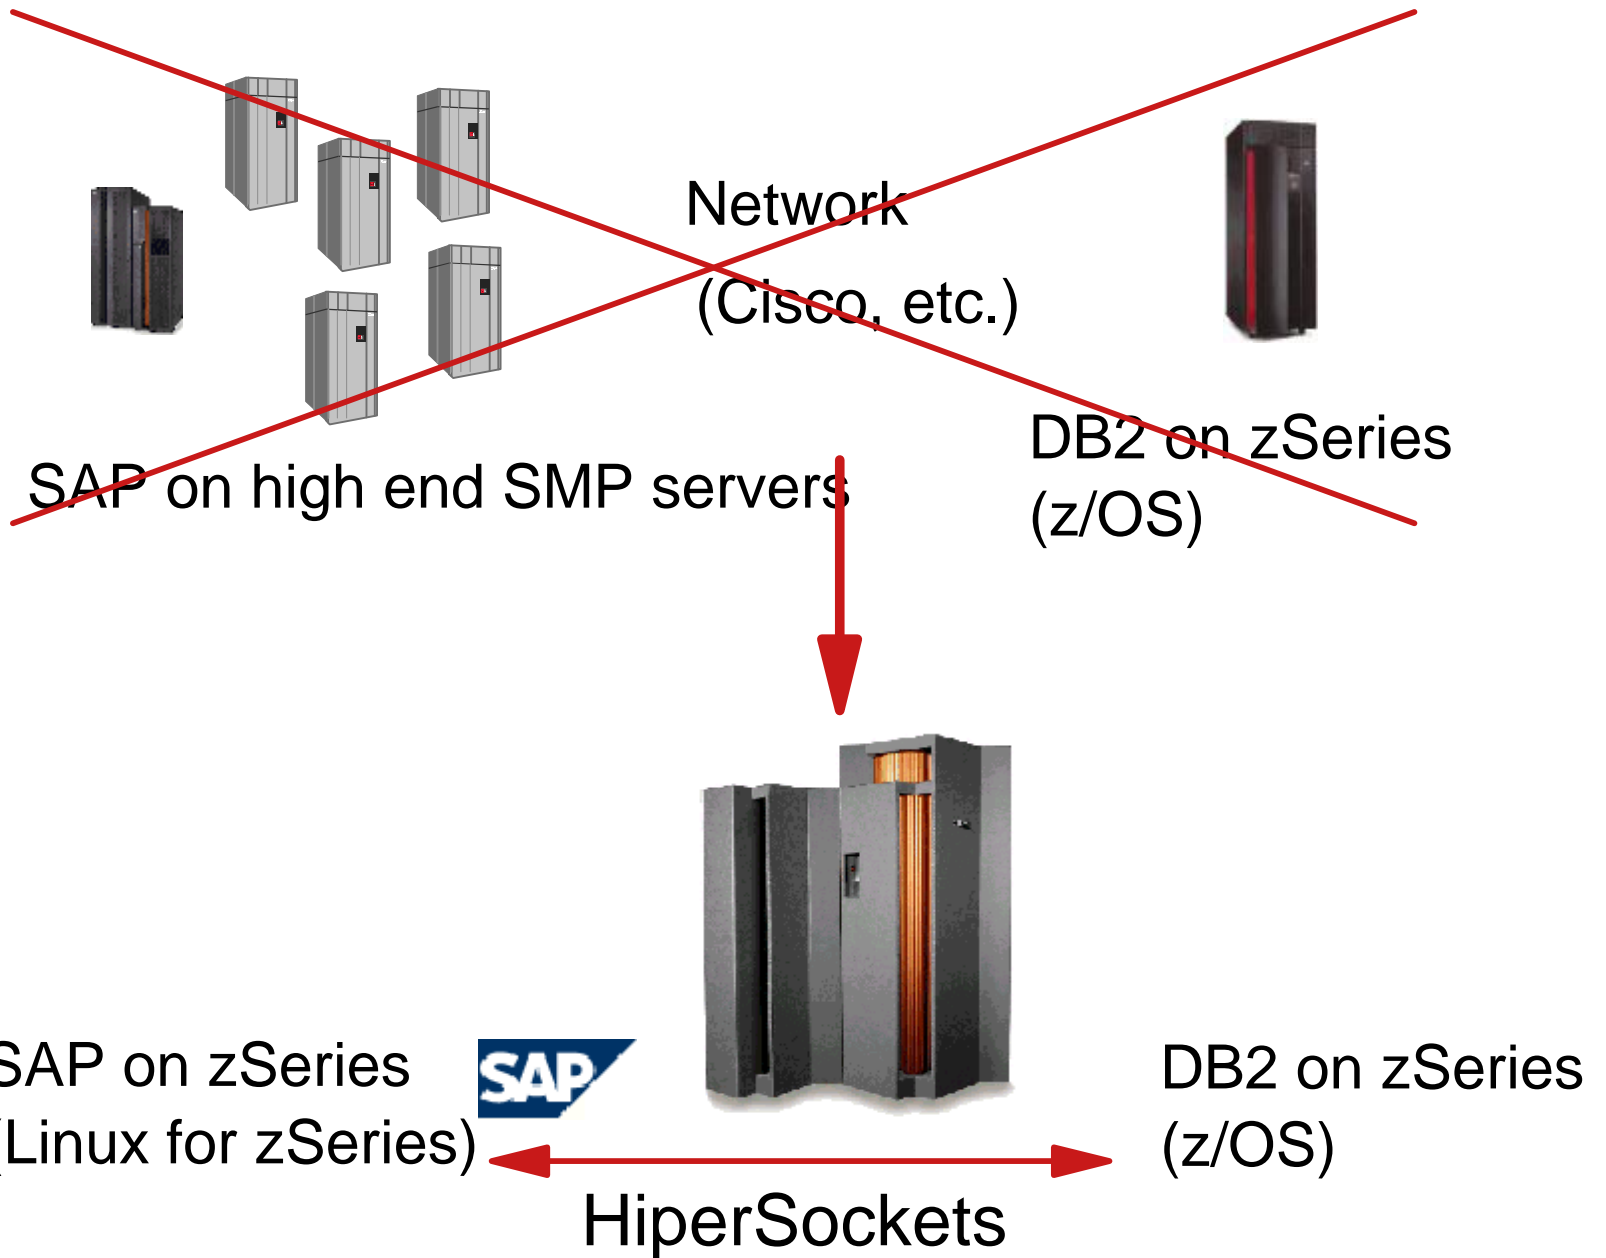 Network
(Cisco, etc.)
DB2 on zSeries
(z/OS)
SAP on high end SMP servers
SAP on zSeries
(Linux for zSeries)
SAP
DB2 on zSeries
(z/OS)
HiperSockets